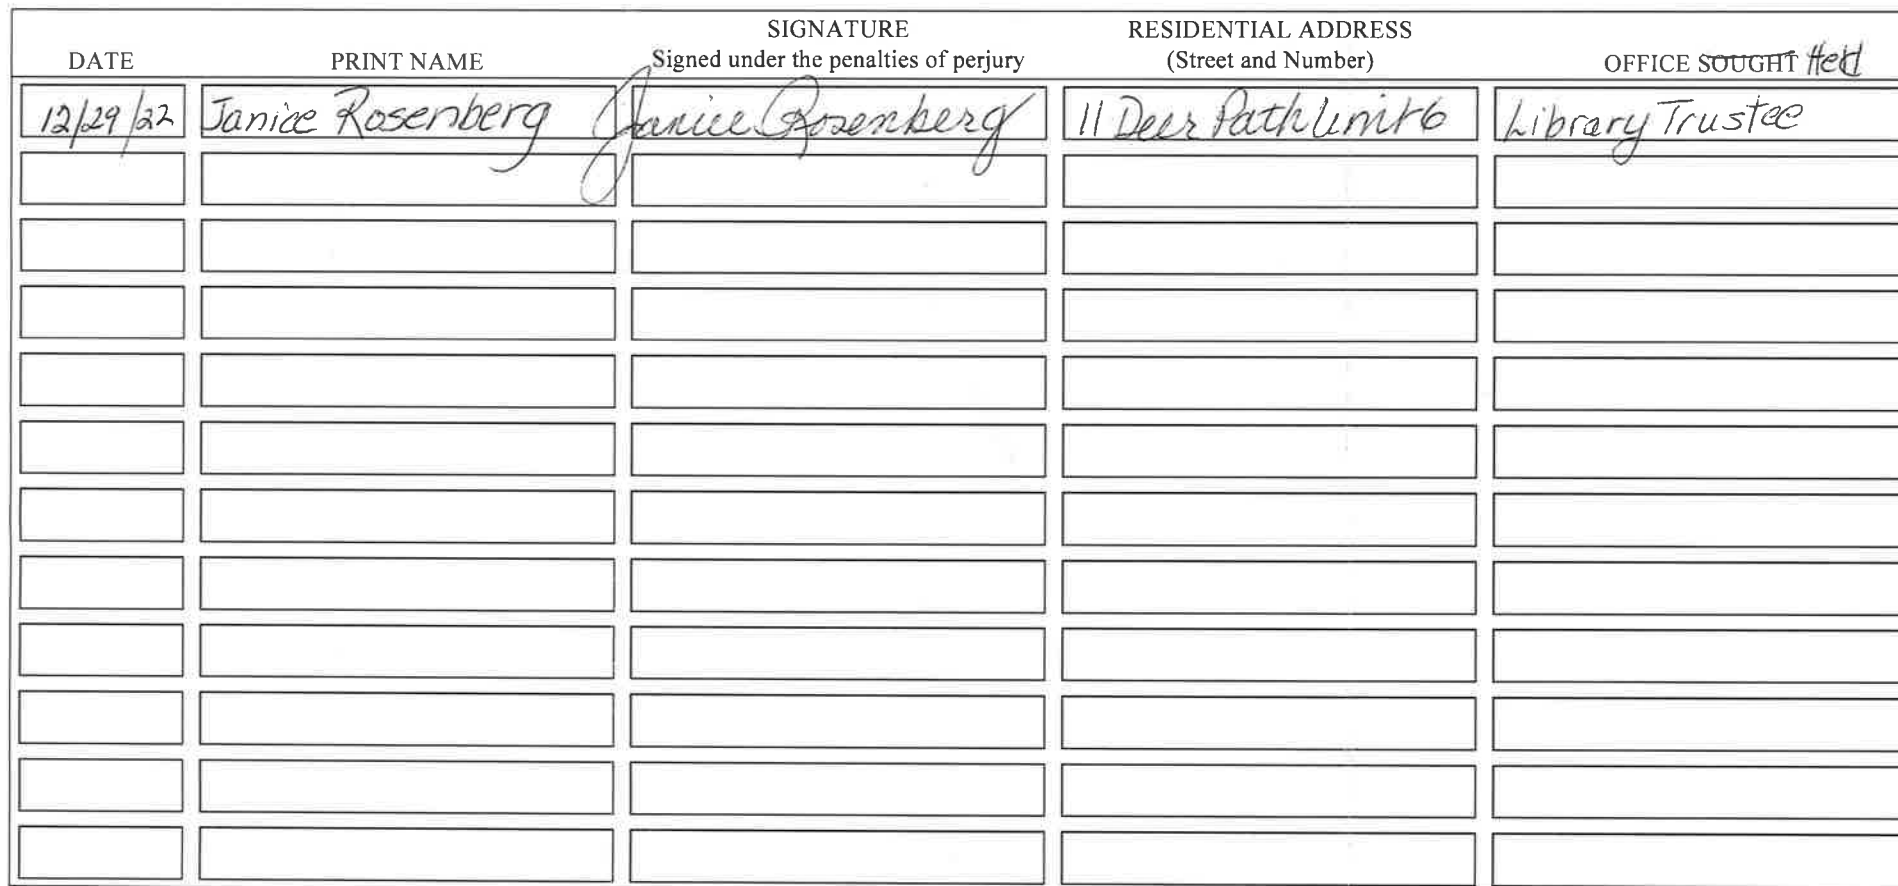 DATE PRINT NAME SIGNATURE RESIDENTIAL ADDRESS OFFICE SOUGHT Held
Signed under the penalties of perjury (Street and Number)
12/29/22 Janice Rosenberg Janice Rosenberg 11 Deer Path Unit 6 Library Trustee